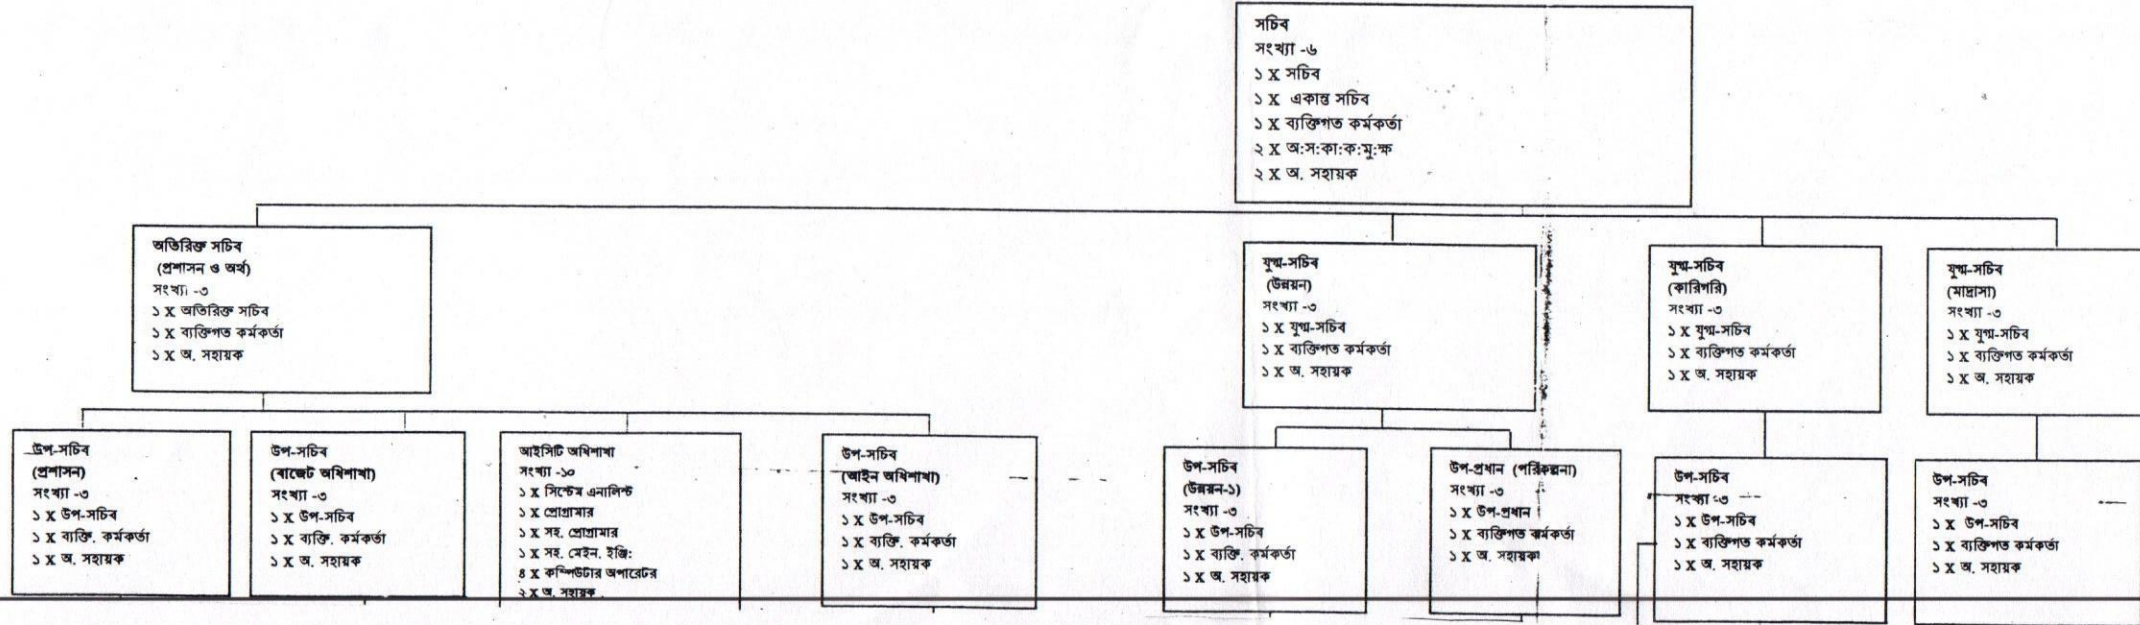 সচিব
সংখ্যা -৬
১ X সচিব
১ X একান্ত সচিব
১ X ব্যক্তিগত কর্মকর্তা
২ X অ:স:কা:ক:মু:ক্ষ
২ X অ. সহায়ক
অতিরিক্ত সচিব
(প্রশাসন ও অর্থ)
সংখ্যা -৩
১ X অতিরিক্ত সচিব
১ X ব্যক্তিগত কর্মকর্তা
১ X অ. সহায়ক
যুগ্ম-সচিব
(উন্নয়ন)
সংখ্যা -৩
১ X যুগ্ম-সচিব
১ X ব্যক্তিগত কর্মকর্তা
১ X অ. সহায়ক
যুগ্ম-সচিব
(কারিগরি)
সংখ্যা -৩
১ X যুগ্ম-সচিব
১ X ব্যক্তিগত কর্মকর্তা
১ X অ. সহায়ক
যুগ্ম-সচিব
(মাদ্রাসা)
সংখ্যা -৩
১ X যুগ্ম-সচিব
১ X ব্যক্তিগত কর্মকর্তা
১ X অ. সহায়ক
উপ-সচিব
(প্রশাসন)
সংখ্যা -৩
১ X উপ-সচিব
১ X ব্যক্তি. কর্মকর্তা
১ X অ. সহায়ক
উপ-সচিব
(বাজেট অধিশাখা)
সংখ্যা -৩
১ X উপ-সচিব
১ X ব্যক্তি. কর্মকর্তা
১ X অ. সহায়ক
আইসিটি অধিশাখা
সংখ্যা -১০
১ X সিস্টেম এনালিস্ট
১ X প্রোগ্রামার
১ X সহ. প্রোগ্রামার
১ X সহ. মেইন. ইঞ্জি:
৪ X কম্পিউটার অপারেটর
২ X অ. সহায়ক
উপ-সচিব
(আইন অধিশাখা)
সংখ্যা -৩
১ X উপ-সচিব
১ X ব্যক্তি. কর্মকর্তা
১ X অ. সহায়ক
উপ-সচিব
(উন্নয়ন-১)
সংখ্যা -৩
১ X উপ-সচিব
১ X ব্যক্তি. কর্মকর্তা
১ X অ. সহায়ক
উপ-প্রধান (পরিকল্পনা)
সংখ্যা -৩
১ X উপ-প্রধান
১ X ব্যক্তিগত কর্মকর্তা
১ X অ. সহায়ক
উপ-সচিব
সংখ্যা -৩
১ X উপ-সচিব
১ X ব্যক্তিগত কর্মকর্তা
১ X অ. সহায়ক
উপ-সচিব
সংখ্যা -৩
১ X উপ-সচিব
১ X ব্যক্তিগত কর্মকর্তা
১ X অ. সহায়ক